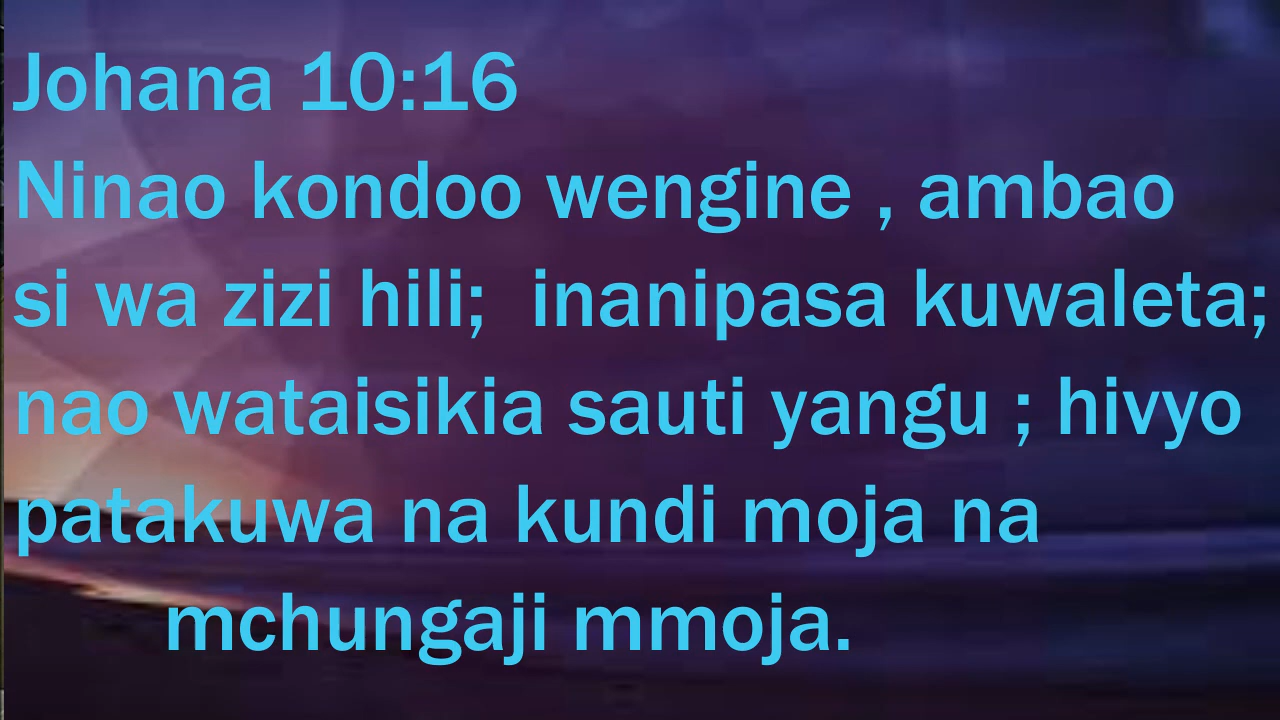 Johana 10:16
Ninao kondoo wengine , ambao
si wa zizi hili;  inanipasa kuwaleta;
nao wataisikia sauti yangu ; hivyo
patakuwa na kundi moja na
mchungaji mmoja.